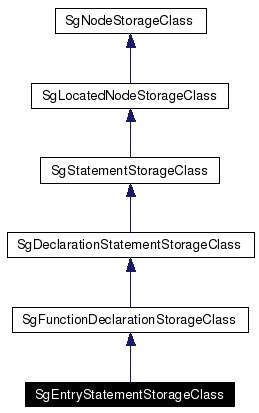 SgNodeStorageClass
SgLocatedNodeStorageClass
SgStatementStorageClass
SgDeclarationStatementStorageClass
SgFunctionDeclarationStorageClass
SgEntryStatementStorageClass